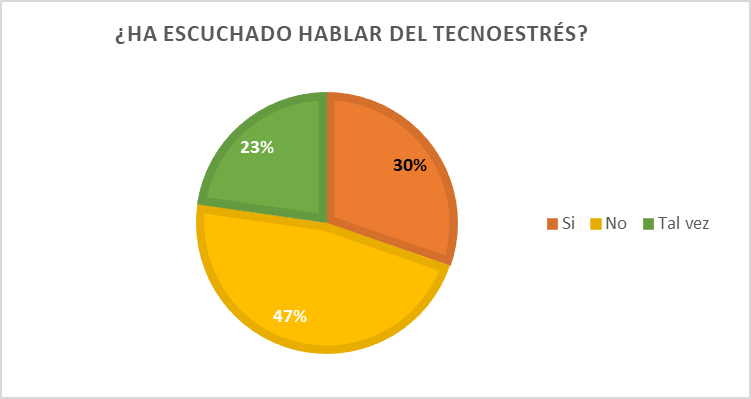 ¿HA ESCUCHADO HABLAR DEL TECNOESTRÉS?
23%
30%
47%
Si No Tal vez